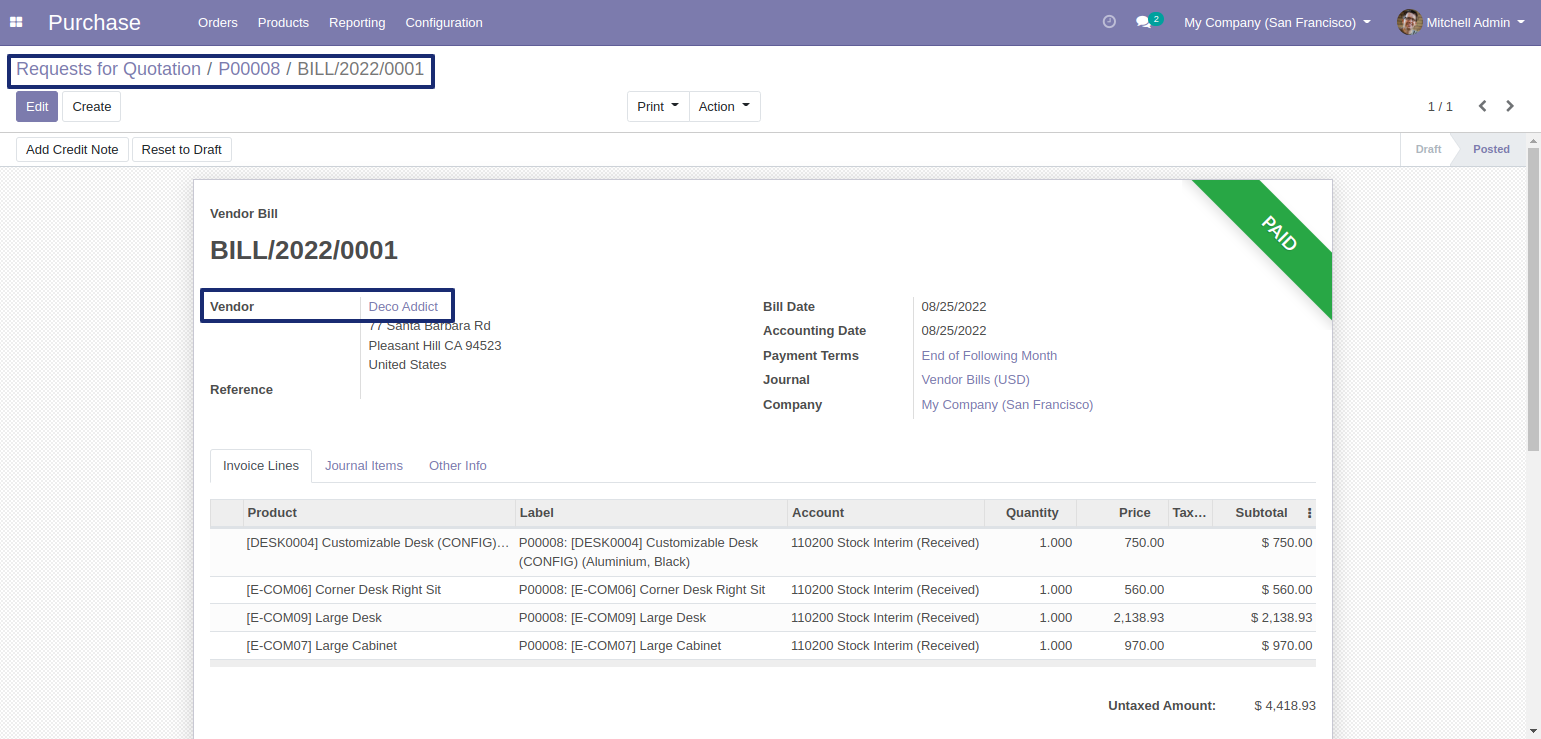 Purchase Orders Products Reporting Configuration 2 My Company (San Francisco) Mitchell Admin
Requests for Quotation / P00008 / BILL/2022/0001
Edit Create Print Action 1 / 1
Add Credit Note Reset to Draft Draft Posted
PAID
Vendor Bill
BILL/2022/0001
Vendor Deco Addict
77 Santa Barbara Rd
Pleasant Hill CA 94523
United States
Reference
Bill Date 08/25/2022
Accounting Date 08/25/2022
Payment Terms End of Following Month
Journal Vendor Bills (USD)
Company My Company (San Francisco)
Invoice Lines Journal Items Other Info
Product Label Account Quantity Price Tax... Subtotal
[DESK0004] Customizable Desk (CONFIG)... P00008: [DESK0004] Customizable Desk 110200 Stock Interim (Received) 1.000 750.00 $ 750.00
(CONFIG) (Aluminium, Black)
[E-COM06] Corner Desk Right Sit P00008: [E-COM06] Corner Desk Right Sit 110200 Stock Interim (Received) 1.000 560.00 $ 560.00
[E-COM09] Large Desk P00008: [E-COM09] Large Desk 110200 Stock Interim (Received) 1.000 2,138.93 $ 2,138.93
[E-COM07] Large Cabinet P00008: [E-COM07] Large Cabinet 110200 Stock Interim (Received) 1.000 970.00 $ 970.00
Untaxed Amount: $ 4,418.93